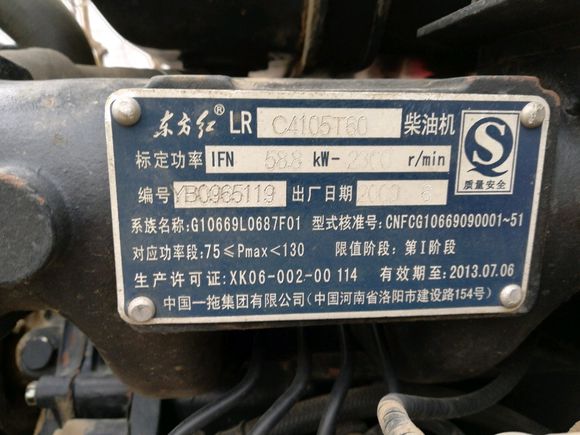 东方红® LR C4105T60 柴油机
标定功率 IFN 58.8 kW- 2300 r/min
编号 YB0965119 出厂日期 2009 6
质量安全
系族名称:G10669L0687F01 型式核准号:CNFCG10669090001~51
对应功率段:75≤Pmax<130 限值阶段:第Ⅰ阶段
生产许可证:XK06-002-00 114 有效期至:2013.07.06
中国一拖集团有限公司(中国河南省洛阳市建设路154号)